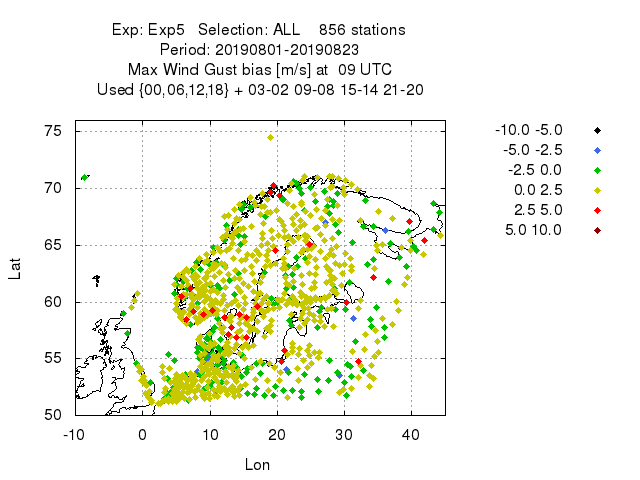 Exp: Exp5 Selection: ALL 856 stations
Period: 20190801-20190823
Max Wind Gust bias [m/s] at 09 UTC
Used {00,06,12,18} + 03-02 09-08 15-14 21-20
-10.0 -5.0
-5.0 -2.5
-2.5 0.0
0.0 2.5
2.5 5.0
5.0 10.0
75
70
65
60
55
50
Lat
-10 0 10 20 30 40
Lon